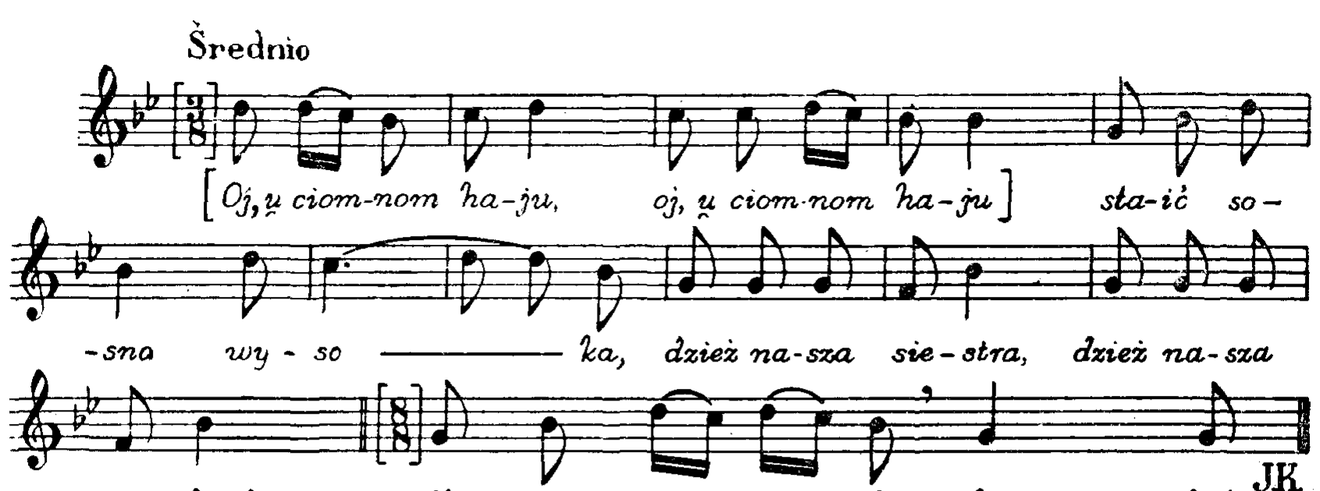 Średnio
[Oj, u̯ ciom-nom ha-ju, oj, u̯ ciom-nom ha-ju] sta-ić so-
-sna wy-so ka, dzież na-sza sie-stra, dzież na-sza
JK